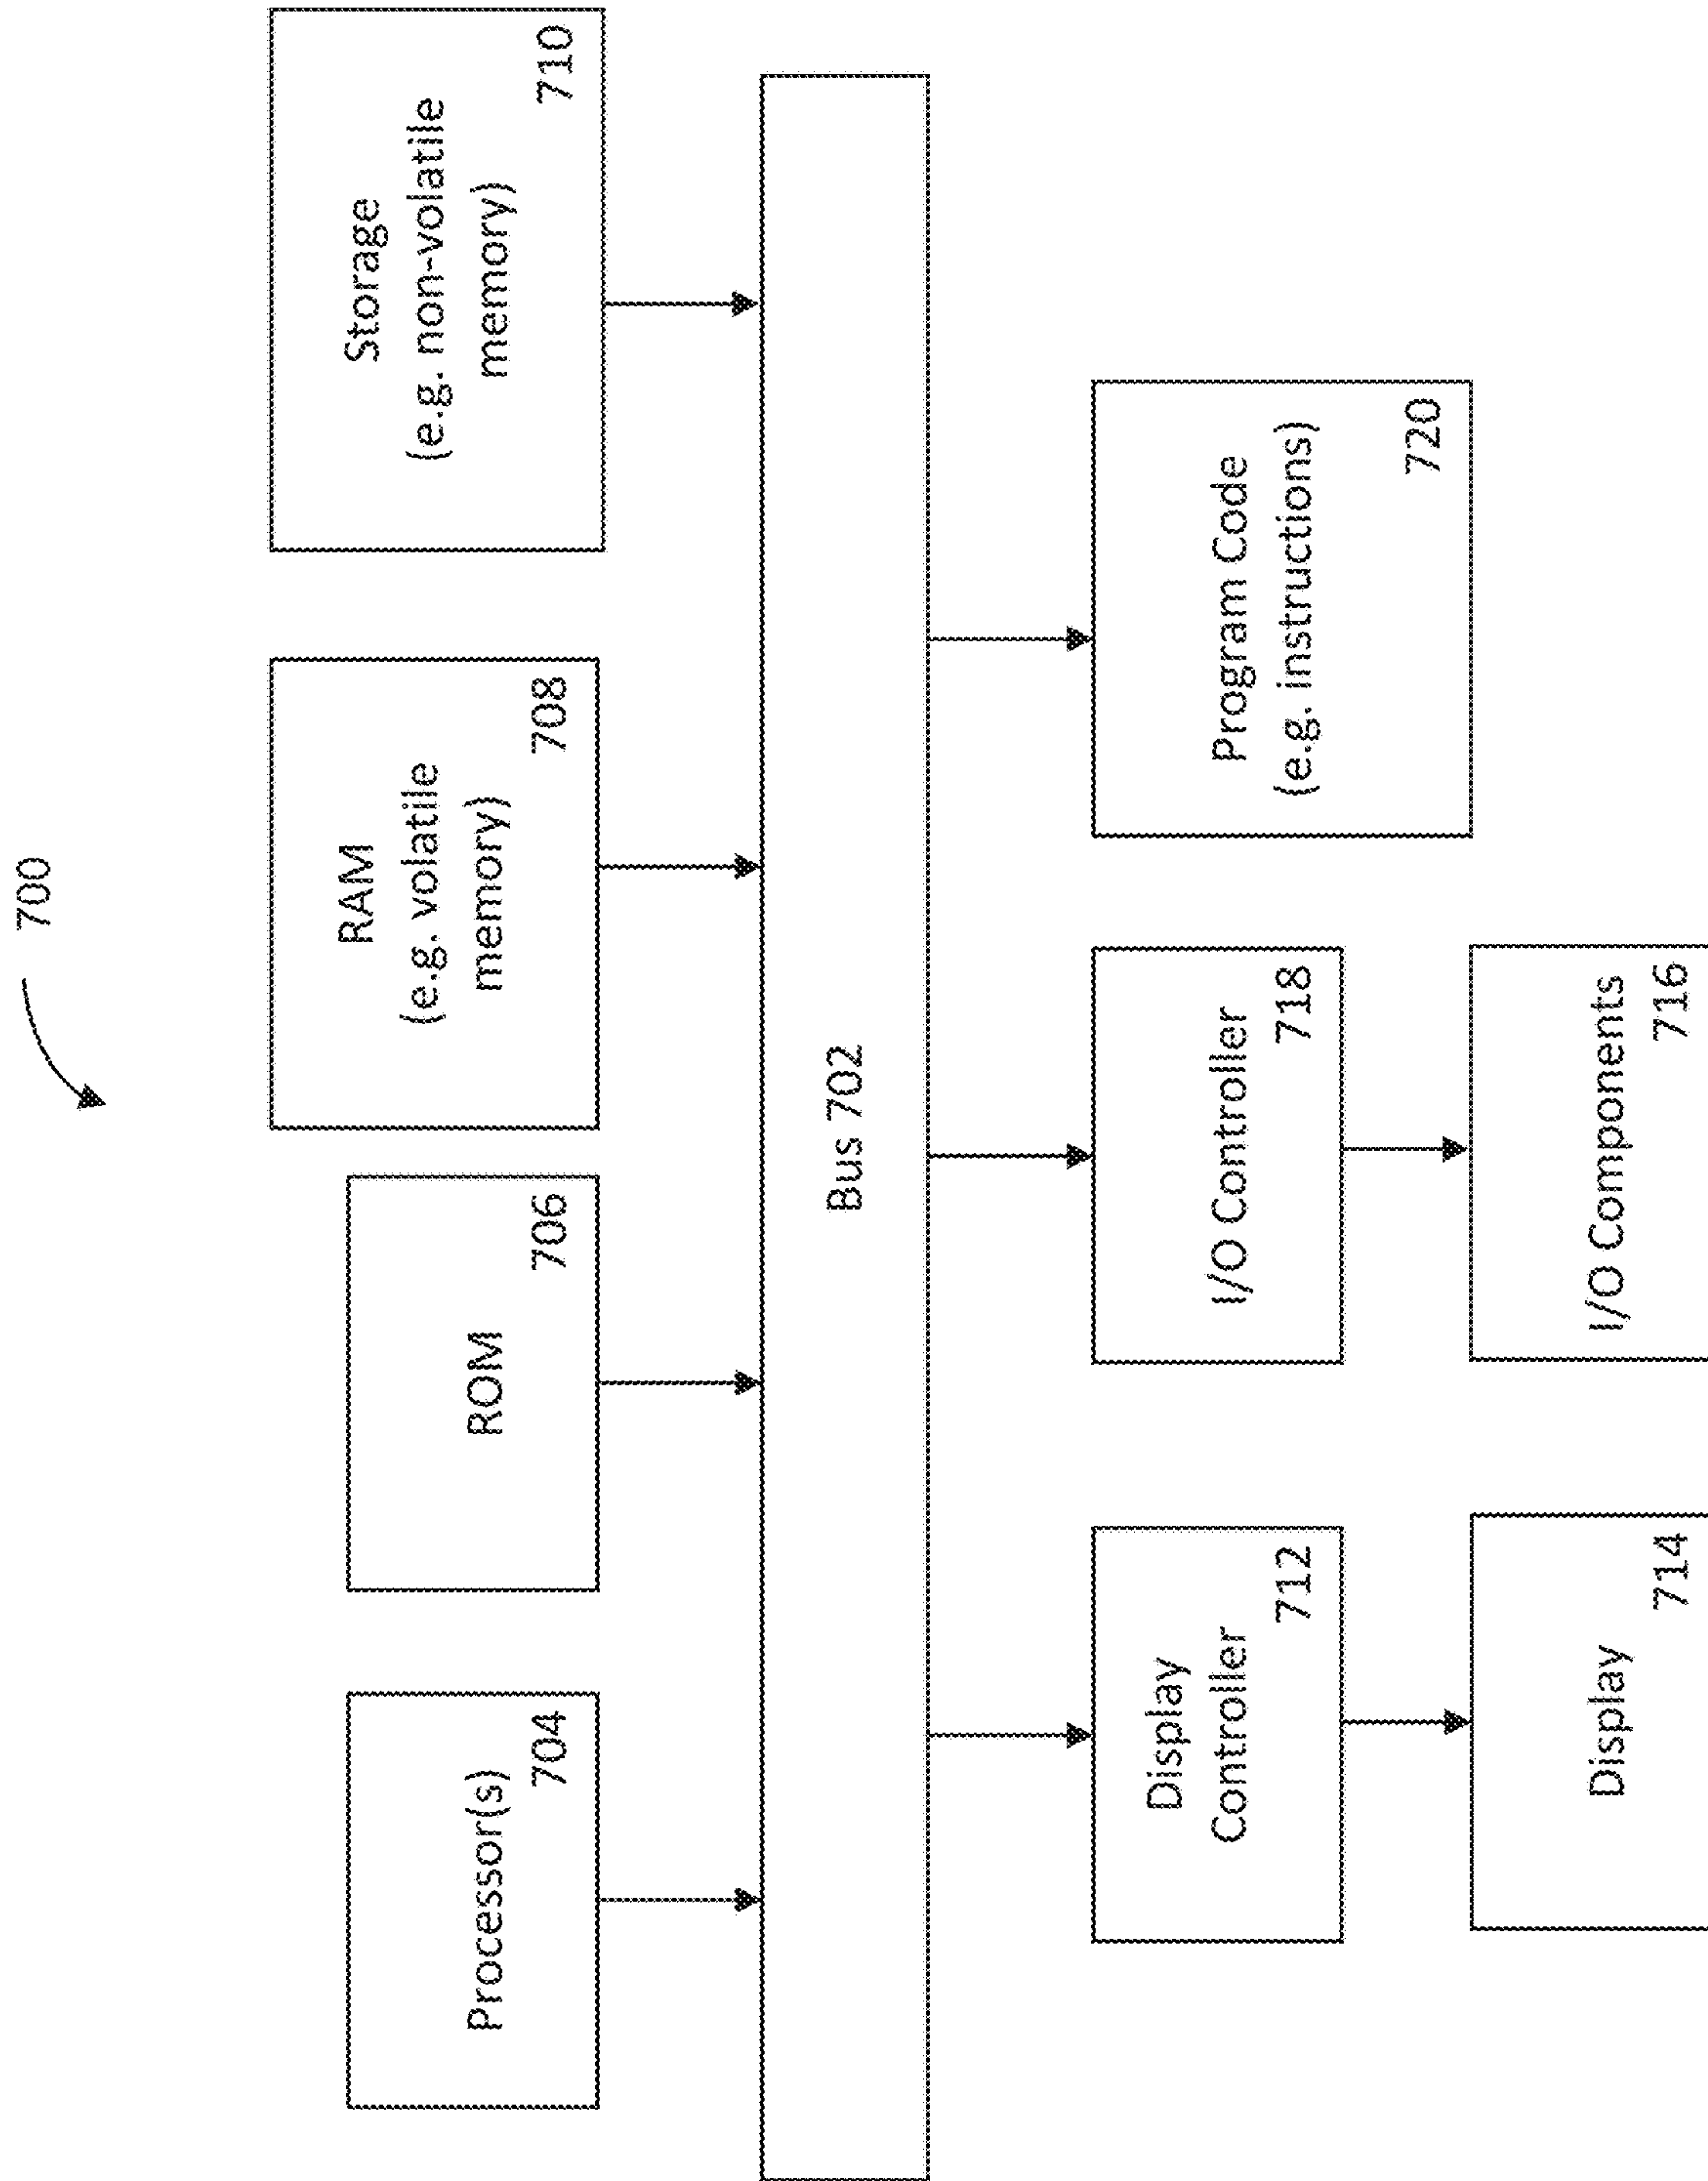 700
Processor(s)
704
ROM
706
RAM
(e.g. volatile
memory)
708
Storage
(e.g. non-volatile
memory)
710
Bus 702
Display
Controller
712
I/O Controller
718
Program Code
(e.g. instructions)
720
Display
714
I/O Components
716